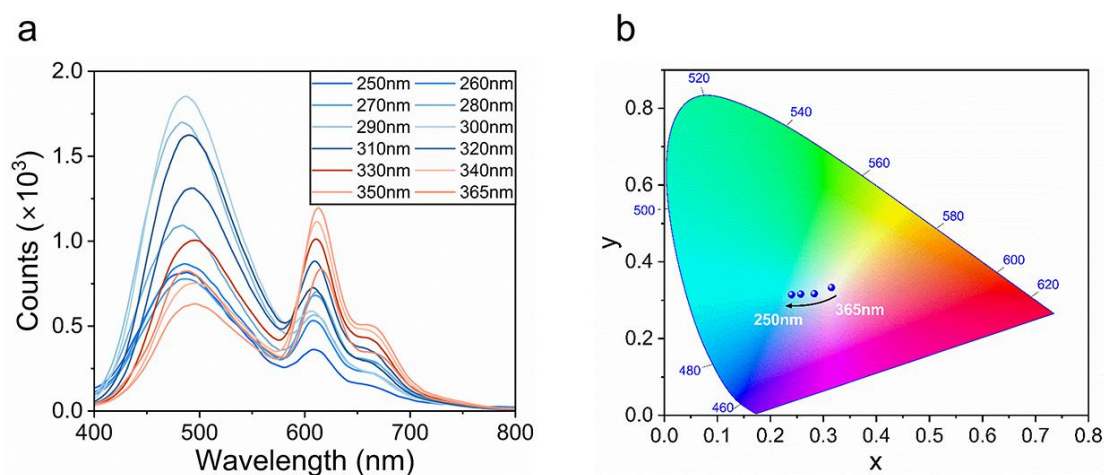 a
2.0
1.5
1.0
0.5
0.0
Counts (×10³)
400 500 600 700 800
Wavelength (nm)
250nm 260nm
270nm 280nm
290nm 300nm
310nm 320nm
330nm 340nm
350nm 365nm
b
0.8
0.6
0.4
0.2
0.0
y
0.0 0.1 0.2 0.3 0.4 0.5 0.6 0.7 0.8
x
520
540
560
500
580
600
620
480
460
250nm
365nm